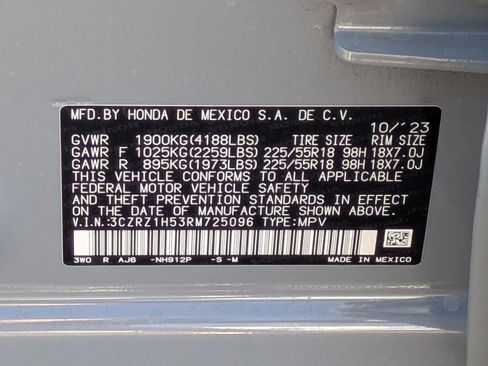 MFD.BY HONDA DE MEXICO S.A. DE C.V.
10/'23
GVWR 1900KG(4188LBS) TIRE SIZE RIM SIZE
GAWR F 1025KG(2259LBS) 225/55R18 98H 18X7.0J
GAWR R 895KG(1973LBS) 225/55R18 98H 18X7.0J
THIS VEHICLE CONFORMS TO ALL APPLICABLE
FEDERAL MOTOR VEHICLE SAFETY
AND THEFT PREVENTION STANDARDS IN EFFECT
ON THE DATE OF MANUFACTURE SHOWN ABOVE.
V.I.N.:3CZRZ1H53RM725096 TYPE:MPV
3W0 R AJ6 -NH912P -S -M MADE IN MEXICO